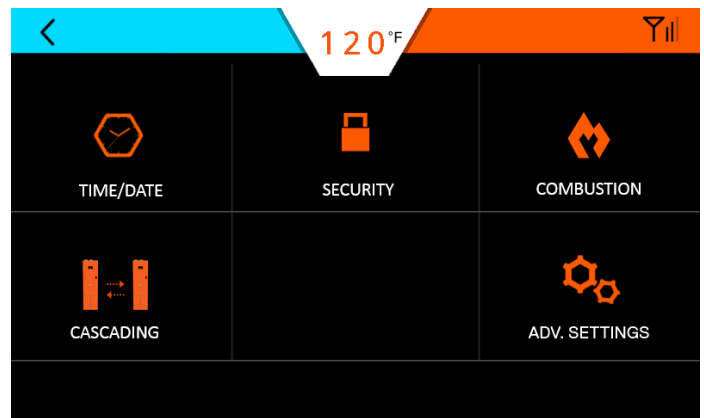 120°F
TIME/DATE
SECURITY
COMBUSTION
CASCADING
ADV. SETTINGS